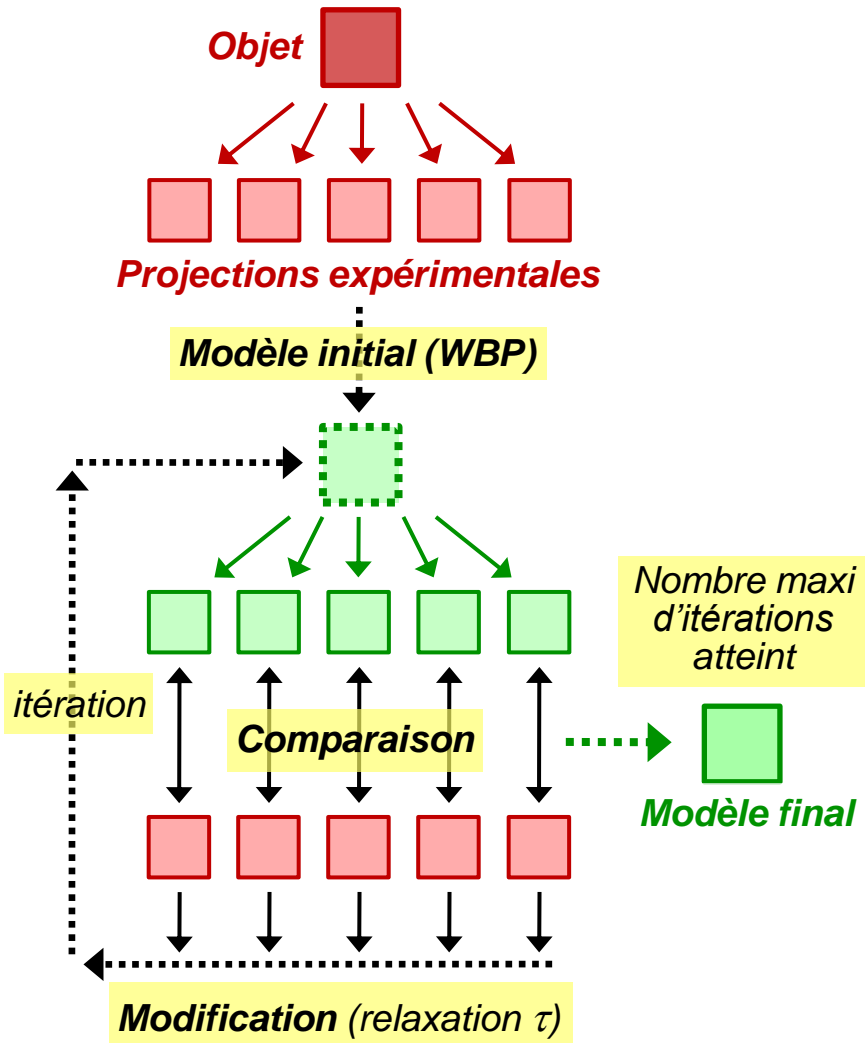 Objet
Projections expérimentales
Modèle initial (WBP)
Nombre maxi
d'itérations
atteint
itération
Comparaison
Modèle final
Modification (relaxation τ)